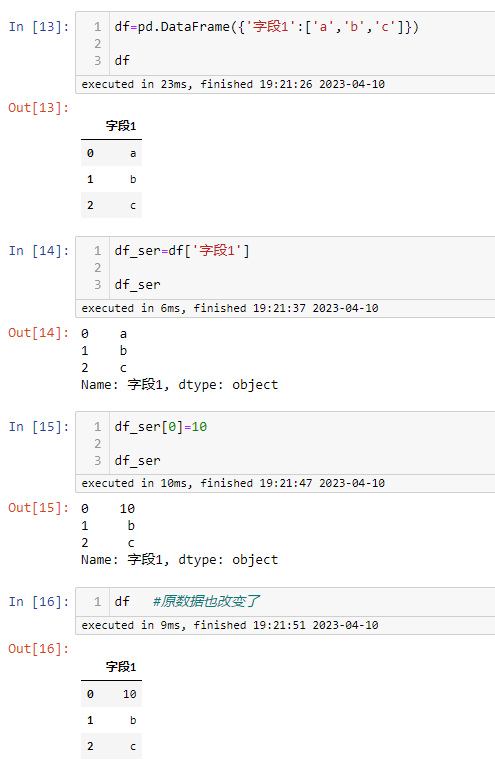 In [13]:
1 df=pd.DataFrame({'字段1':['a','b','c']})
2
3 df
executed in 23ms, finished 19:21:26 2023-04-10
Out[13]:
字段1
0 a
1 b
2 c
In [14]:
1 df_ser=df['字段1']
2
3 df_ser
executed in 6ms, finished 19:21:37 2023-04-10
Out[14]:
0 a
1 b
2 c
Name: 字段1, dtype: object
In [15]:
1 df_ser[0]=10
2
3 df_ser
executed in 10ms, finished 19:21:47 2023-04-10
Out[15]:
0 10
1 b
2 c
Name: 字段1, dtype: object
In [16]:
1 df #原数据也改变了
executed in 9ms, finished 19:21:51 2023-04-10
Out[16]:
字段1
0 10
1 b
2 c